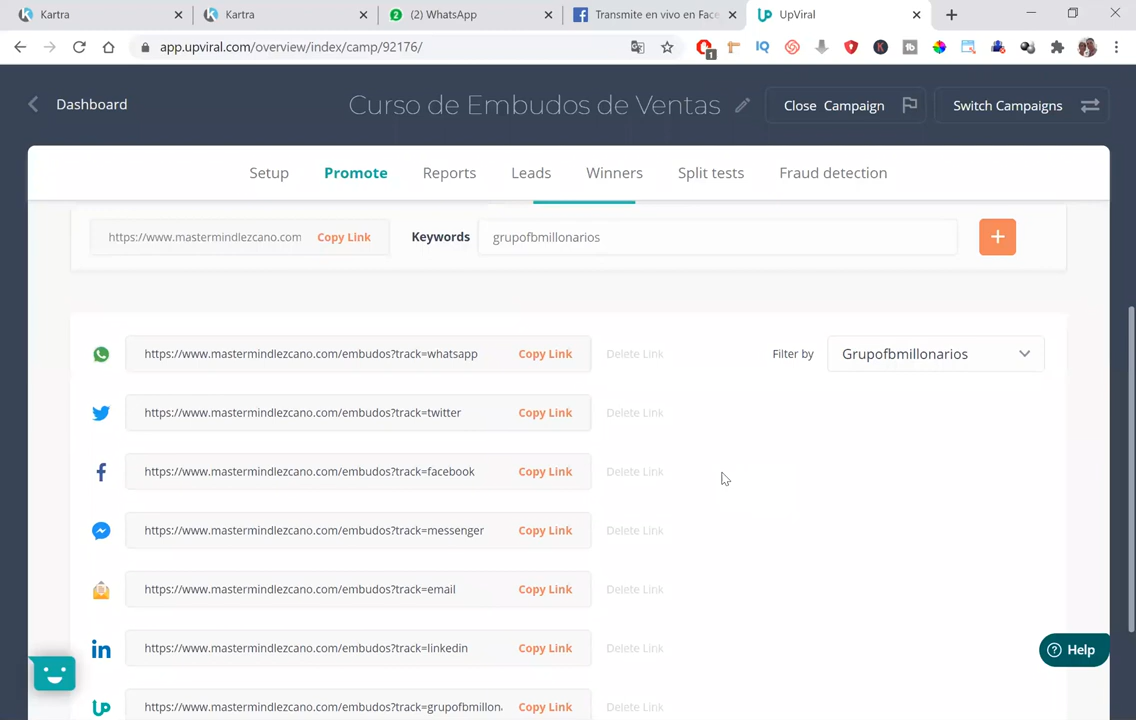 Kartra
Kartra
(2) WhatsApp
Transmite en vivo en Face
UpViral
app.upviral.com/overview/index/camp/92176/
1
Dashboard
Curso de Embudos de Ventas
Close Campaign
Switch Campaigns
Setup
Promote
Reports
Leads
Winners
Split tests
Fraud detection
https://www.mastermindlezcano.com
Copy Link
Keywords
grupofbmillonarios
+
https://www.mastermindlezcano.com/embudos?track=whatsapp
Copy Link
Delete Link
Filter by
Grupofbmillonarios
https://www.mastermindlezcano.com/embudos?track=twitter
Copy Link
Delete Link
https://www.mastermindlezcano.com/embudos?track=facebook
Copy Link
Delete Link
https://www.mastermindlezcano.com/embudos?track=messenger
Copy Link
Delete Link
https://www.mastermindlezcano.com/embudos?track=email
Copy Link
Delete Link
https://www.mastermindlezcano.com/embudos?track=linkedin
Copy Link
Delete Link
Help
https://www.mastermindlezcano.com/embudos?track=grupofbmillon
Copy Link
Delete Link